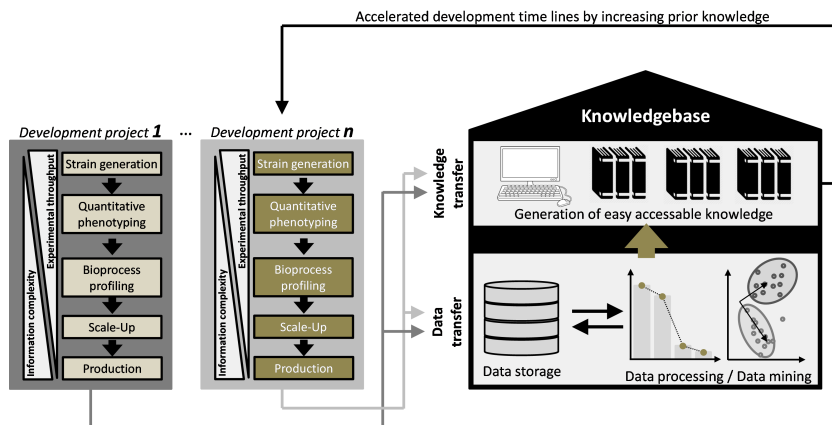 Accelerated development time lines by increasing prior knowledge
Development project 1 ... Development project n
Information complexity
Experimental throughput
Strain generation
Quantitative
phenotyping
Bioprocess
profiling
Scale-Up
Production
Information complexity
Experimental throughput
Strain generation
Quantitative
phenotyping
Bioprocess
profiling
Scale-Up
Production
Knowledge
transfer
Data
transfer
Knowledgebase
Generation of easy accessable knowledge
Data storage
Data processing / Data mining